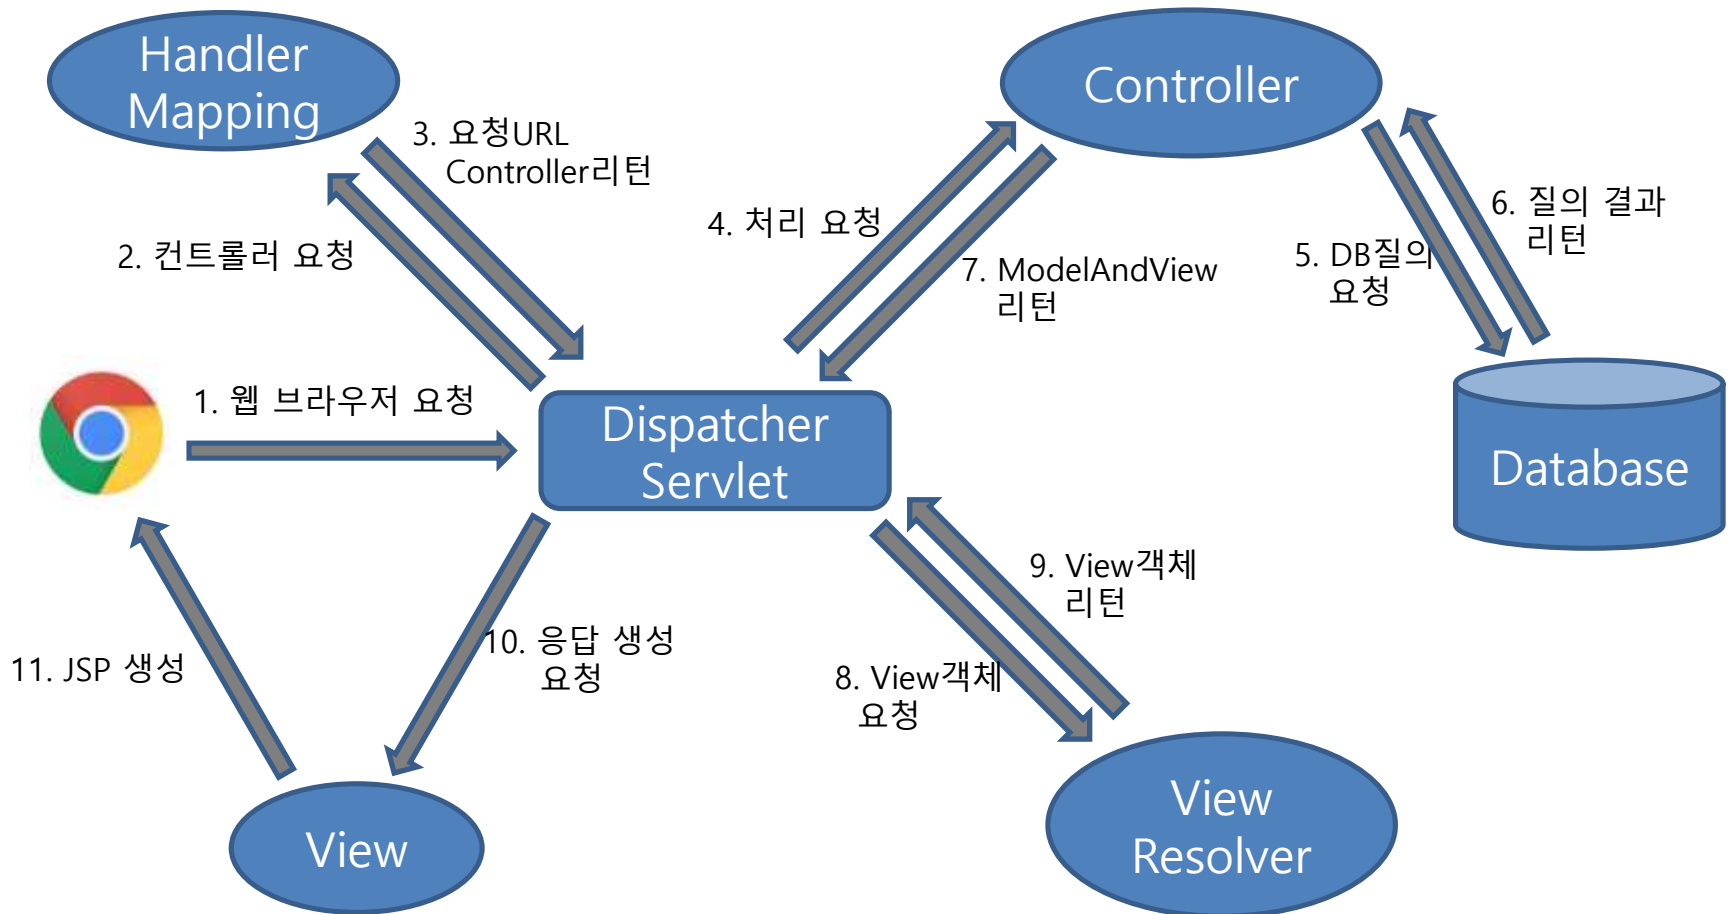 Handler
Mapping
Controller
3. 요청URL
Controller리턴
2. 컨트롤러 요청
4. 처리 요청
7. ModelAndView
리턴
5. DB질의
요청
6. 질의 결과
리턴
1. 웹 브라우저 요청
Dispatcher
Servlet
Database
9. View객체
리턴
8. View객체
요청
10. 응답 생성
요청
11. JSP 생성
View
View
Resolver